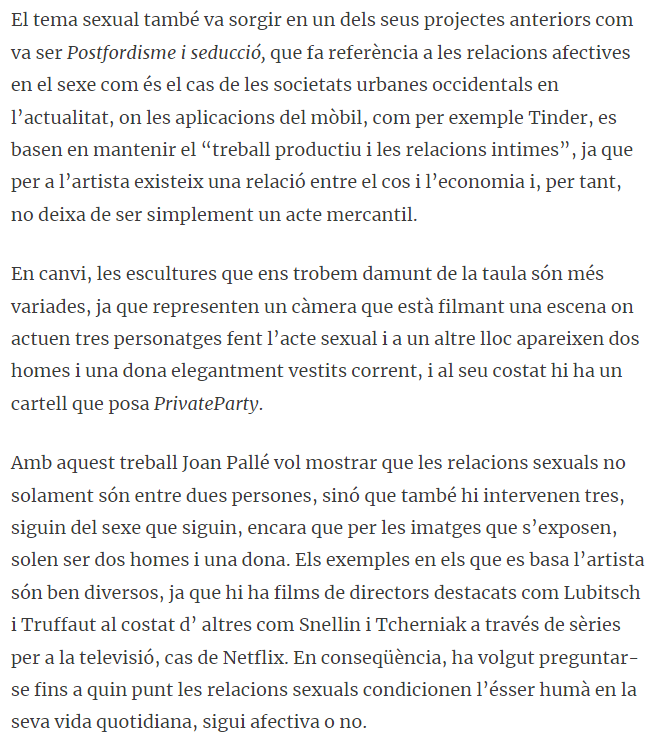 El tema sexual també va sorgir en un dels seus projectes anteriors com
va ser Postfordisme i seducció, que fa referència a les relacions afectives
en el sexe com és el cas de les societats urbanes occidentals en
l’actualitat, on les aplicacions del mòbil, com per exemple Tinder, es
basen en mantenir el “treball productiu i les relacions intimes”, ja que
per a l’artista existeix una relació entre el cos i l’economia i, per tant,
no deixa de ser simplement un acte mercantil.
En canvi, les escultures que ens trobem damunt de la taula són més
variades, ja que representen un càmera que està filmant una escena on
actuen tres personatges fent l’acte sexual i a un altre lloc apareixen dos
homes i una dona elegantment vestits corrent, i al seu costat hi ha un
cartell que posa PrivateParty.
Amb aquest treball Joan Pallé vol mostrar que les relacions sexuals no
solament són entre dues persones, sinó que també hi intervenen tres,
siguin del sexe que siguin, encara que per les imatges que s’exposen,
solen ser dos homes i una dona. Els exemples en els que es basa l’artista
són ben diversos, ja que hi ha films de directors destacats com Lubitsch
i Truffaut al costat d’ altres com Snellin i Tcherniak a través de sèries
per a la televisió, cas de Netflix. En conseqüència, ha volgut preguntar-
se fins a quin punt les relacions sexuals condicionen l’ésser humà en la
seva vida quotidiana, sigui afectiva o no.